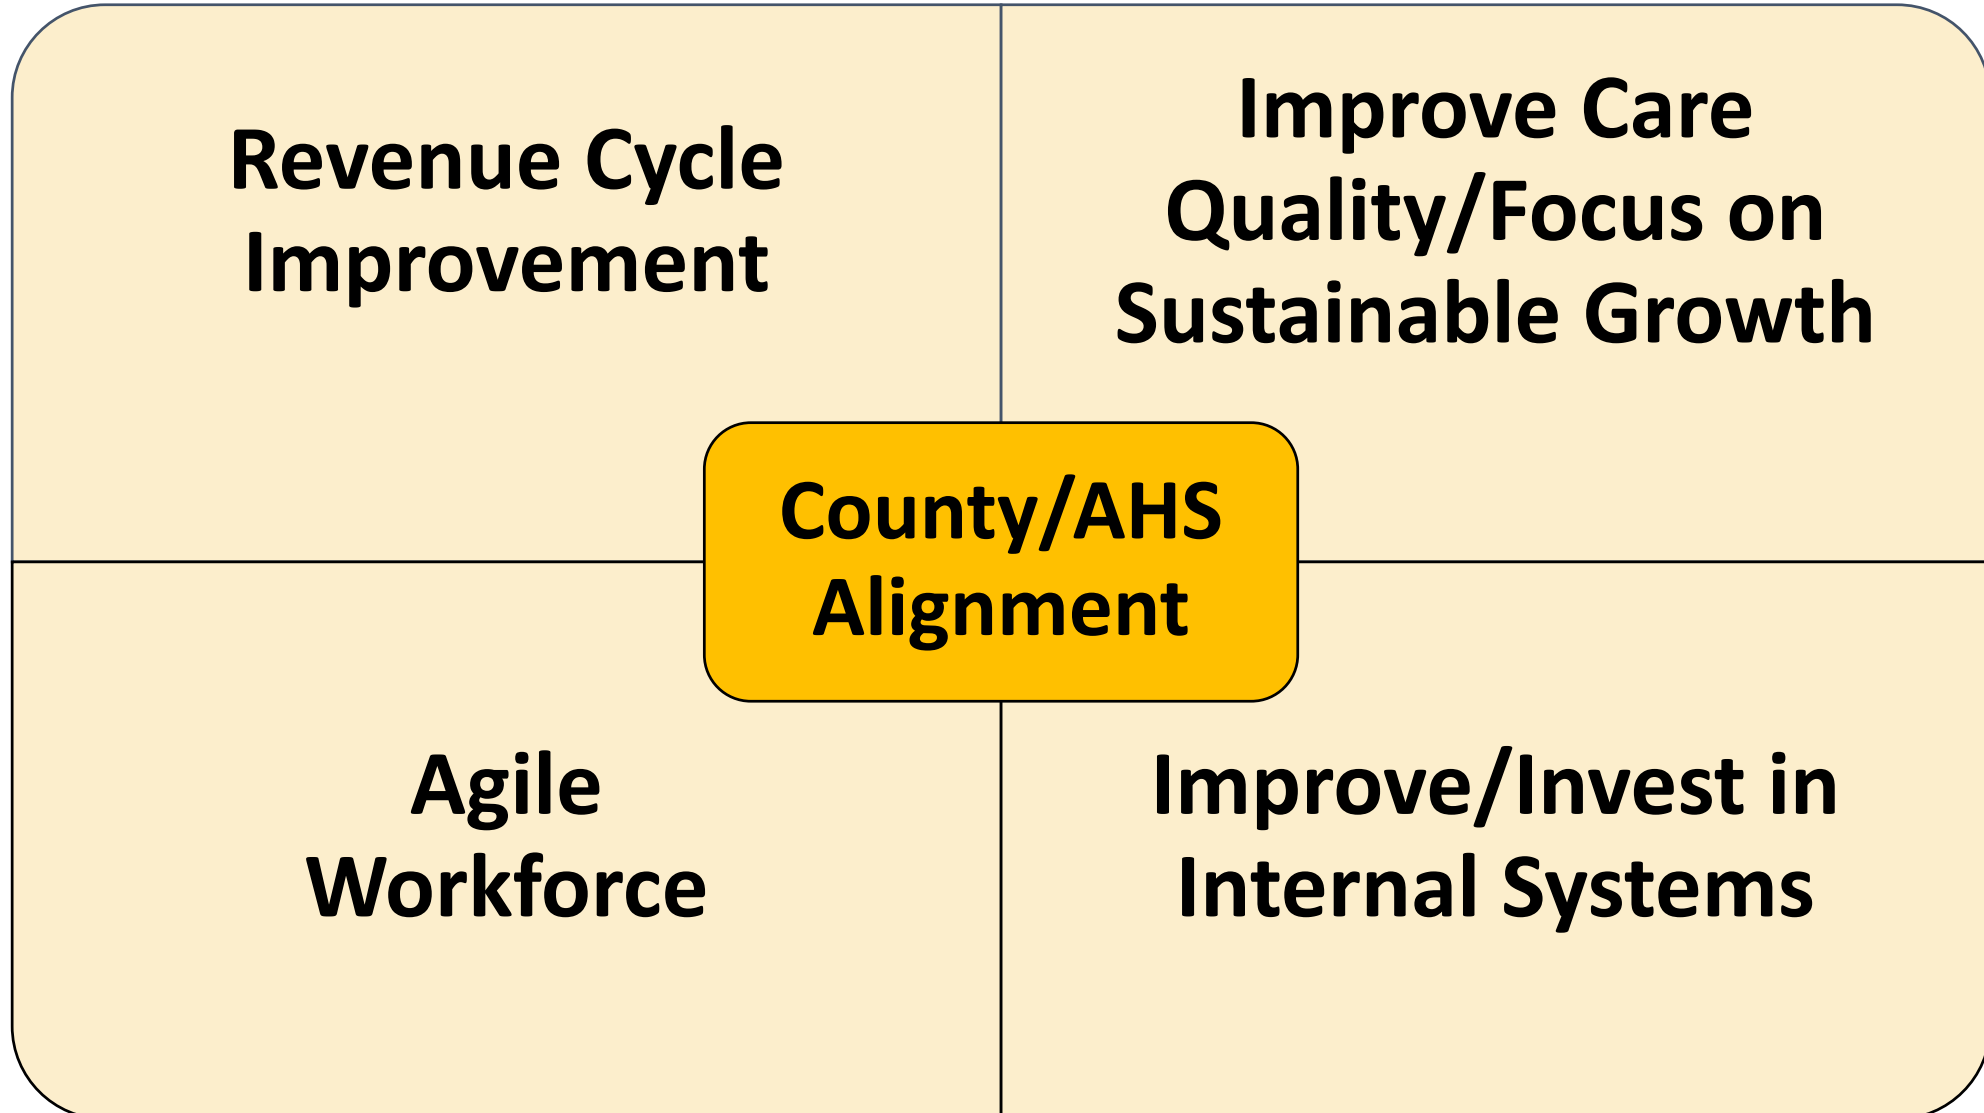 Revenue Cycle
Improvement
Improve Care
Quality/Focus on
Sustainable Growth
County/AHS
Alignment
Agile
Workforce
Improve/Invest in
Internal Systems